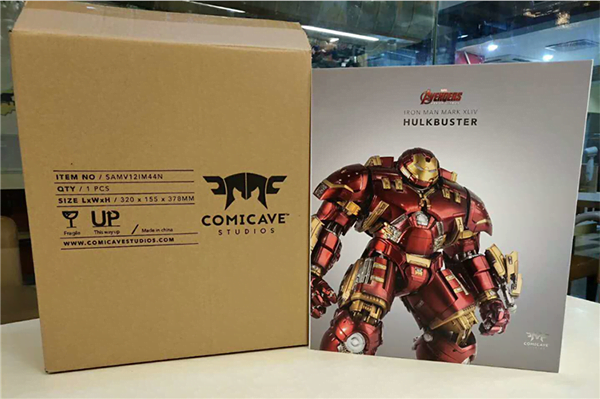 ITEM NO / SAMV12IM44N
QTY / 1 PCS
SIZE LxWxH / 320 x 155 x 378MM
UP
Fragile
This way up
/ Made in china
WWW.COMICAVESTUDIOS.COM
COMICAVE™
STUDIOS
AVENGERS
IRON MAN MARK XLIV
HULKBUSTER
COMICAVE